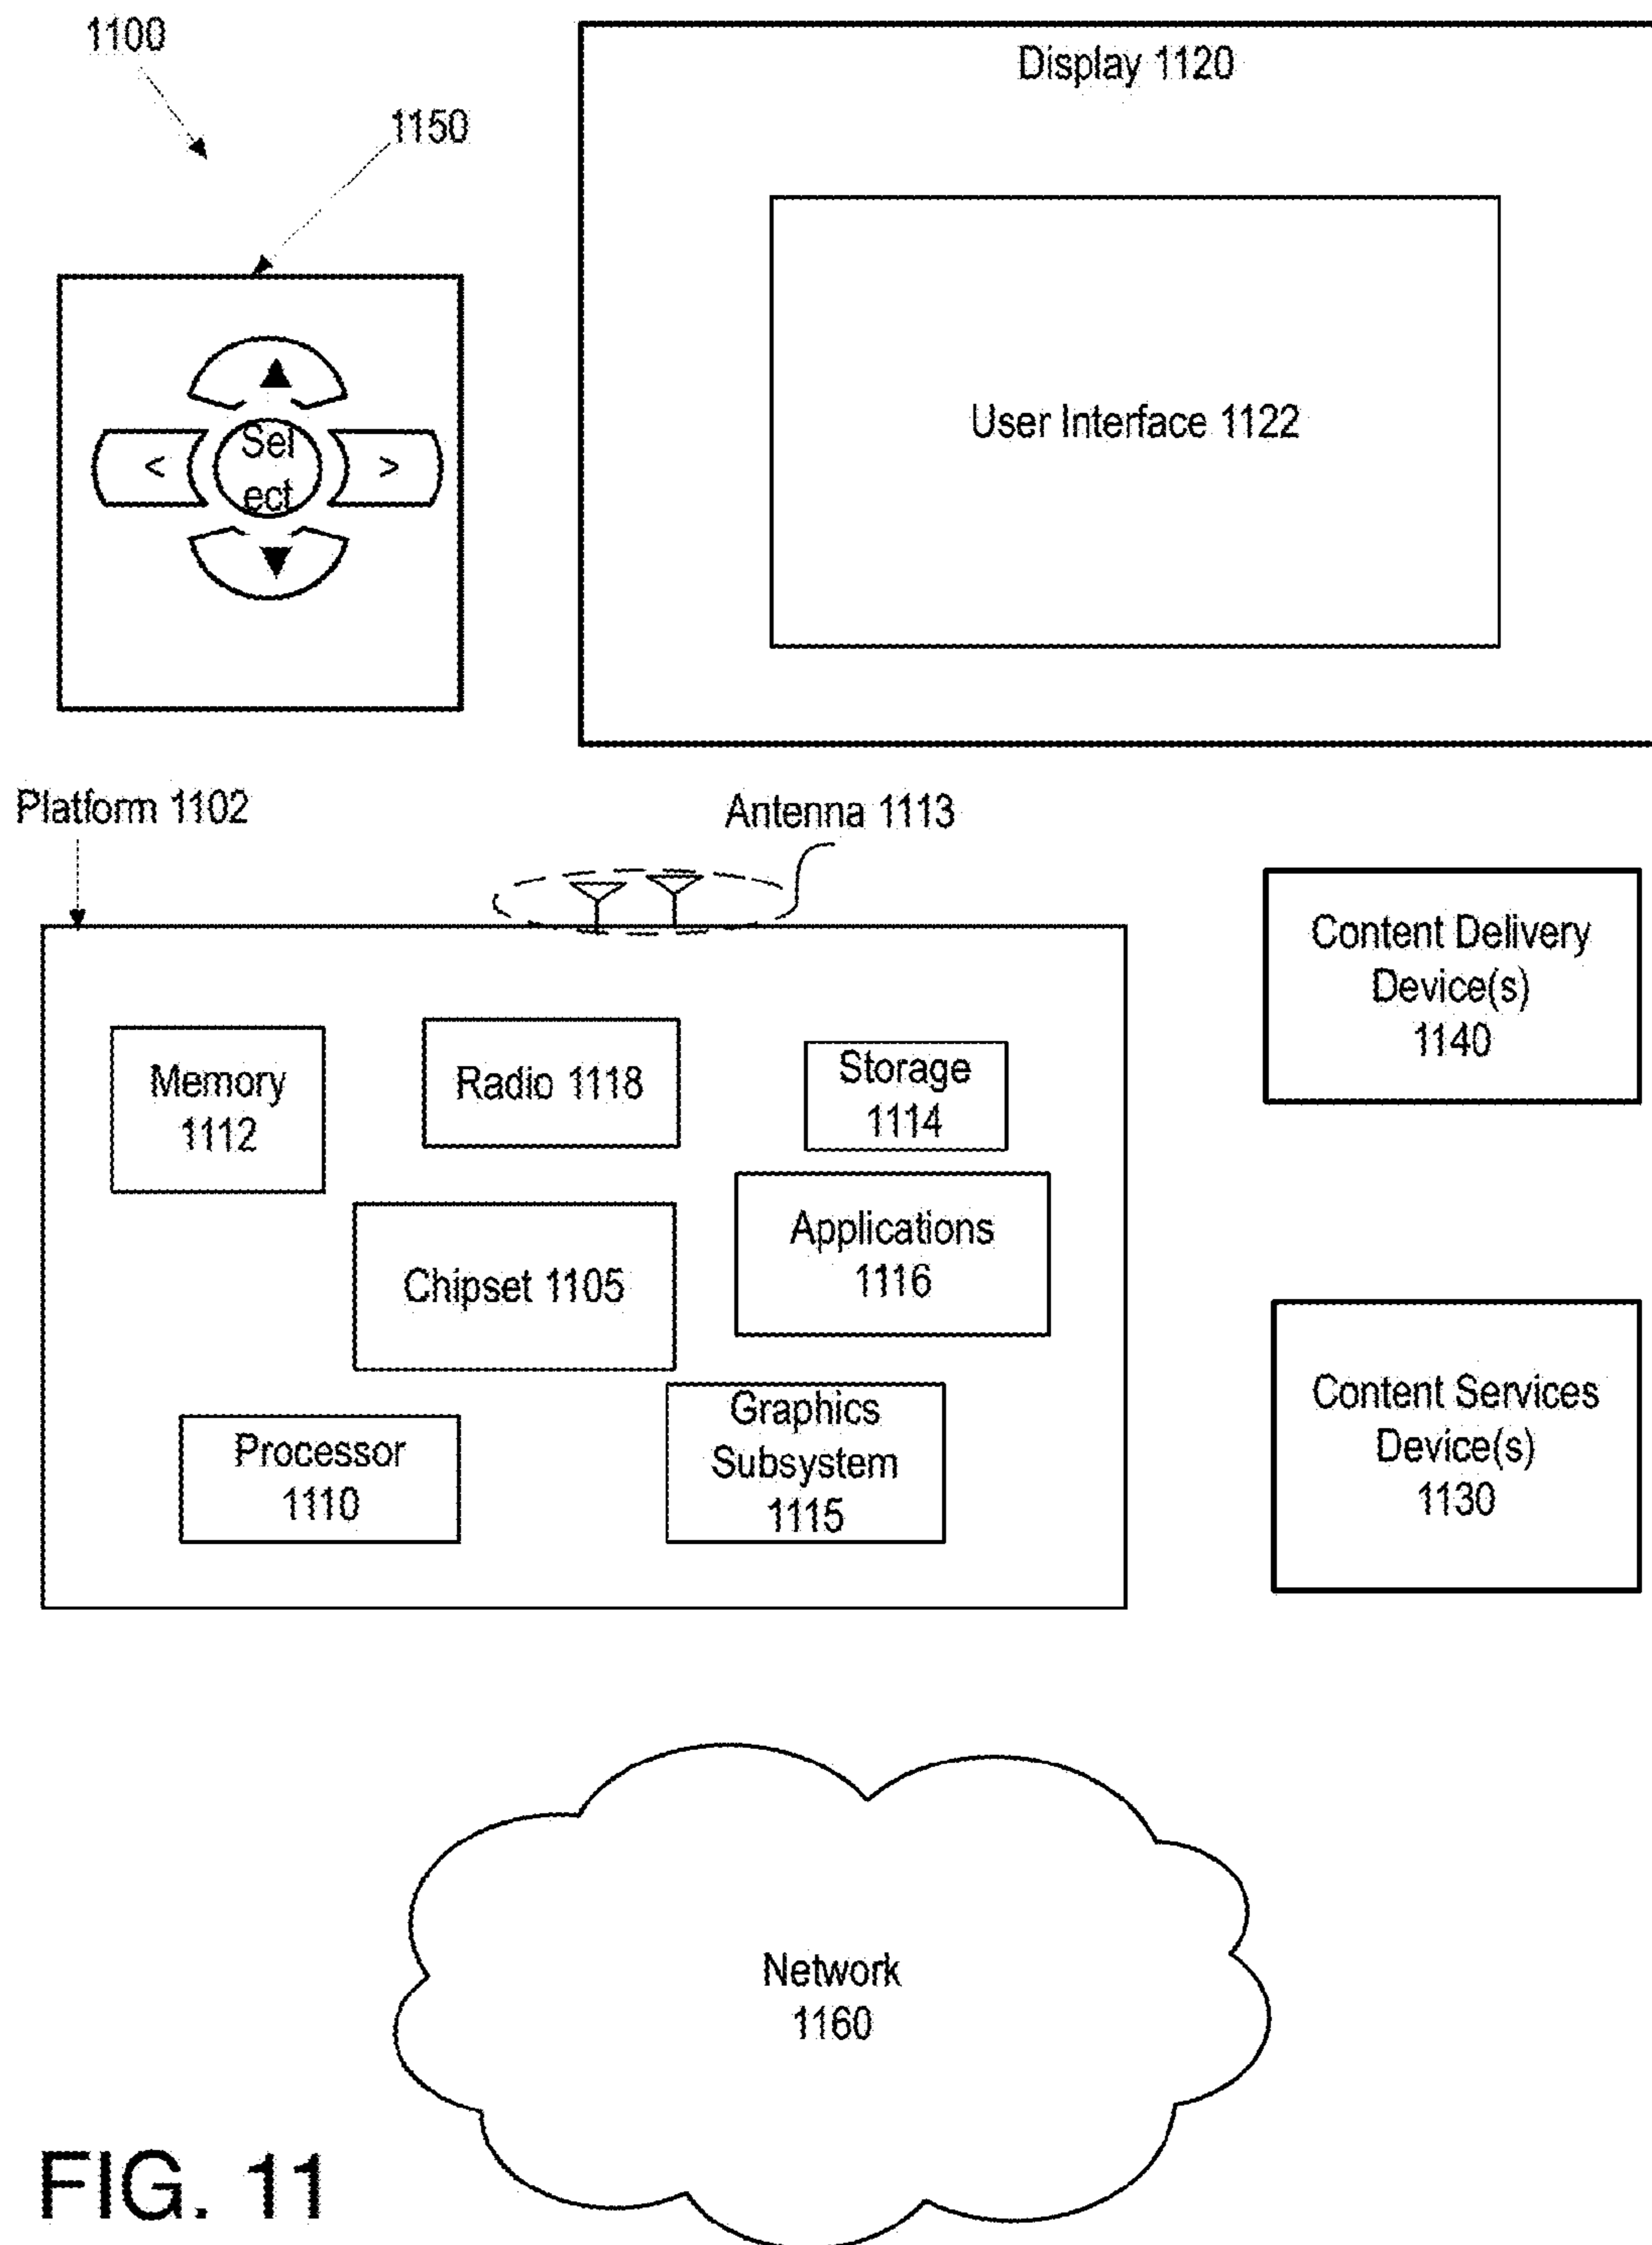 1100
1150
Display 1120
User Interface 1122
<
Sel
ect
>
Platform 1102
Antenna 1113
Memory
1112
Radio 1118
Storage
1114
Chipset 1105
Applications
1116
Processor
1110
Graphics
Subsystem
1115
Content Delivery
Device(s)
1140
Content Services
Device(s)
1130
Network
1160
FIG. 11